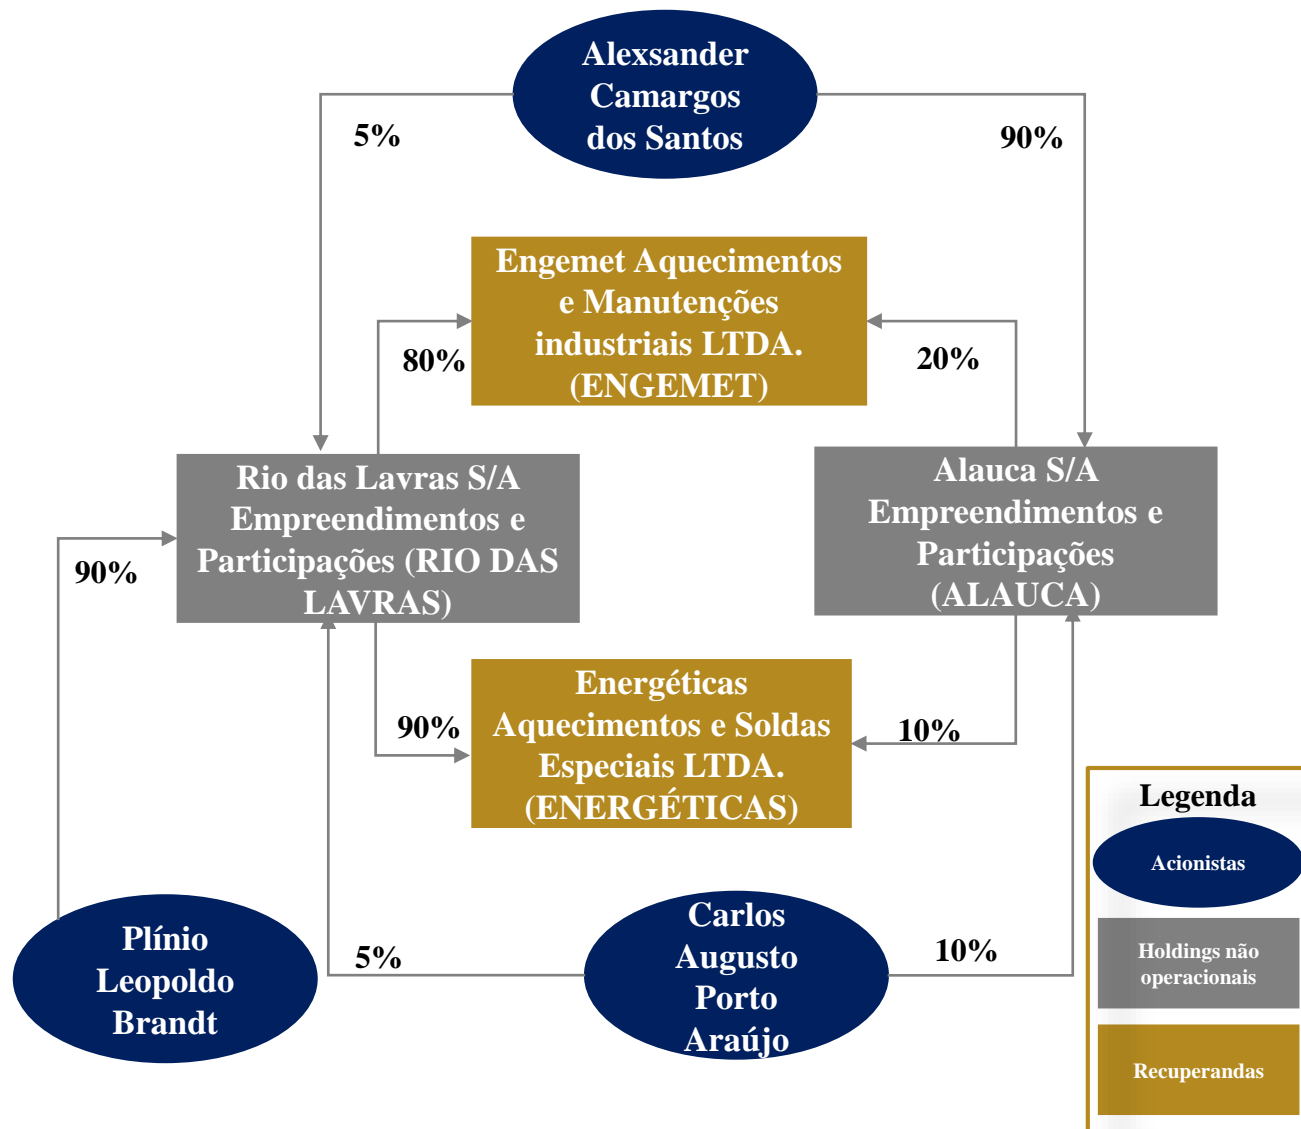 Alexsander
Camargos
dos Santos
5%
90%
Engemet Aquecimentos
e Manutenções
industriais LTDA.
(ENGEMET)
80%
20%
Rio das Lavras S/A
Empreendimentos e
Participações (RIO DAS
LAVRAS)
Alauca S/A
Empreendimentos e
Participações
(ALAUCA)
90%
Energéticas
Aquecimentos e Soldas
Especiais LTDA.
(ENERGÉTICAS)
90%
10%
Plínio
Leopoldo
Brandt
5%
Carlos
Augusto
Porto
Araújo
10%
Legenda
Acionistas
Holdings não
operacionais
Recuperandas